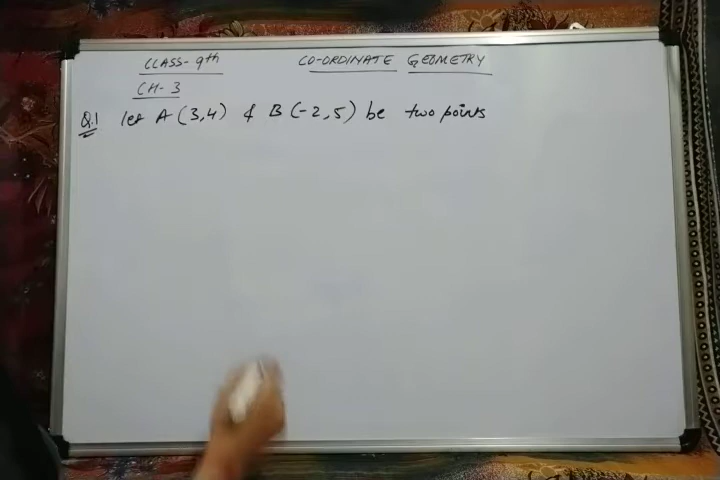 CLASS-9th CO-ORDINATE GEOMETRY
CH-3
Q.1 let A (3,4) & B (-2,5) be two points